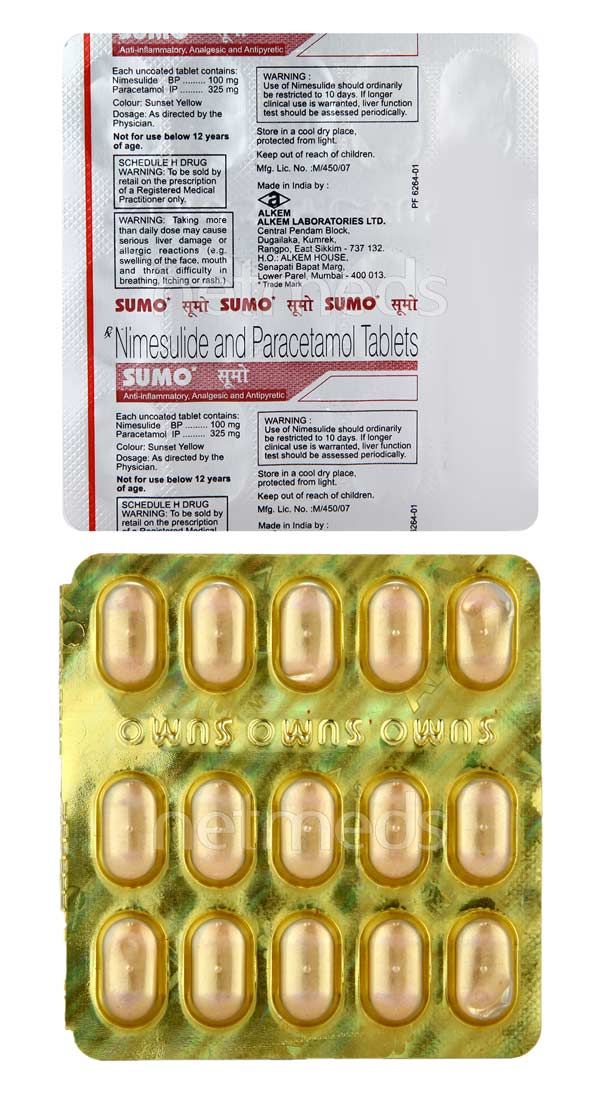 SUMO* सूमो
Anti-inflammatory, Analgesic and Antipyretic
Each uncoated tablet contains:
Nimesulide BP ......... 100 mg
Paracetamol IP ......... 325 mg
Colour: Sunset Yellow
Dosage: As directed by the
Physician.
Not for use below 12 years
of age.
SCHEDULE H DRUG
WARNING: To be sold by
retail on the prescription
of a Registered Medical
Practitioner only.
WARNING: Taking more
than daily dose may cause
serious liver damage or
allergic reactions (e.g.
swelling of the face, mouth
and throat difficulty in
breathing, Itching or rash.)
WARNING :
Use of Nimesulide should ordinarily
be restricted to 10 days. If longer
clinical use is warranted, liver function
test should be assessed periodically.
Store in a cool dry place,
protected from light.
Keep out of reach of children.
Mfg. Lic. No. :M/450/07
Made in India by :
a
ALKEM
ALKEM LABORATORIES LTD.
Central Pendam Block,
Dugailaka, Kumrek,
Rangpo, East Sikkim - 737 132.
H.O.: ALKEM HOUSE,
Senapati Bapat Marg,
Lower Parel, Mumbai - 400 013.
* Trade Mark
PF 6264-01
netmeds
SUMO* सूमो SUMO* सूमो SUMO* सूमो
℞ Nimesulide and Paracetamol Tablets
SUMO* सूमो
Anti-inflammatory, Analgesic and Antipyretic
Each uncoated tablet contains:
Nimesulide BP ......... 100 mg
Paracetamol IP ......... 325 mg
Colour: Sunset Yellow
Dosage: As directed by the
Physician.
Not for use below 12 years
of age.
SCHEDULE H DRUG
WARNING: To be sold by
retail on the prescription
of a Registered Medical
WARNING :
Use of Nimesulide should ordinarily
be restricted to 10 days. If longer
clinical use is warranted, liver function
test should be assessed periodically.
Store in a cool dry place,
protected from light.
Keep out of reach of children.
Mfg. Lic. No. :M/450/07
Made in India by :
6264-01
SUMO SUMO SUMO
netmeds